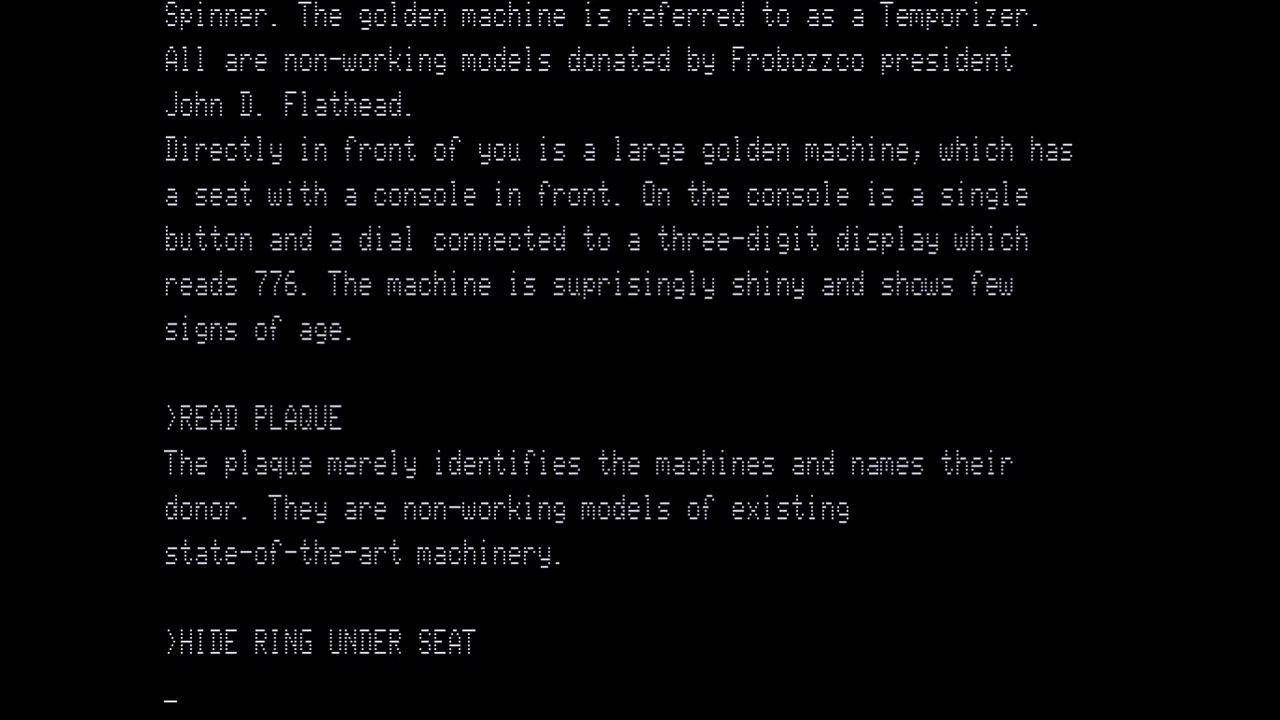 Spinner. The golden machine is referred to as a Temporizer.
All are non-working models donated by Frobozzco president
John D. Flathead.
Directly in front of you is a large golden machine, which has
a seat with a console in front. On the console is a single
button and a dial connected to a three-digit display which
reads 776. The machine is suprisingly shiny and shows few
signs of age.
>READ PLAQUE
The plaque merely identifies the machines and names their
donor. They are non-working models of existing
state-of-the-art machinery.
>HIDE RING UNDER SEAT
_